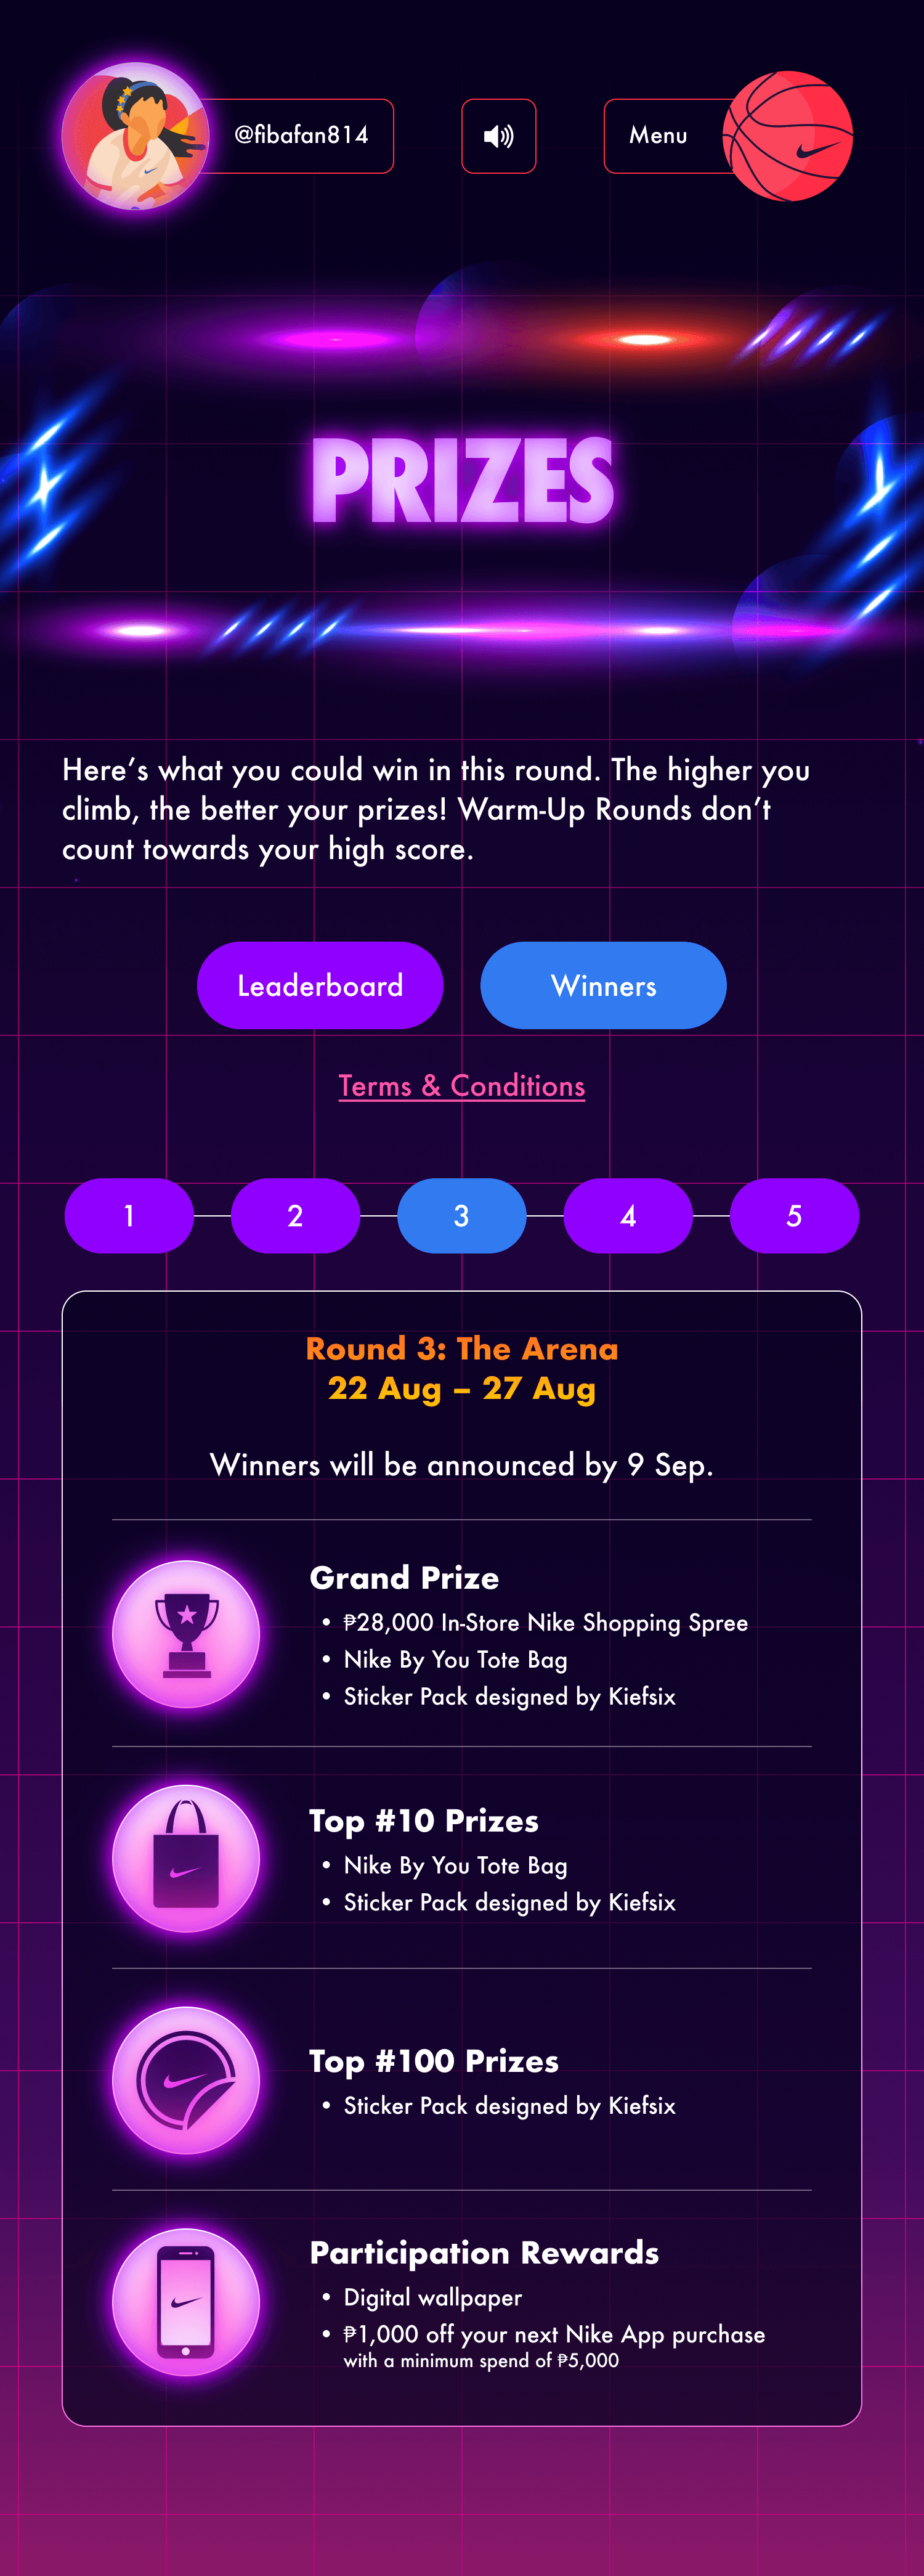 @fibafan814
Menu
PRIZES
Here’s what you could win in this round. The higher you
climb, the better your prizes! Warm-Up Rounds don’t
count towards your high score.
Leaderboard
Winners
Terms & Conditions
1
2
3
4
5
Round 3: The Arena
22 Aug – 27 Aug
Winners will be announced by 9 Sep.
Grand Prize
• ₱28,000 In-Store Nike Shopping Spree
• Nike By You Tote Bag
• Sticker Pack designed by Kiefsix
Top #10 Prizes
• Nike By You Tote Bag
• Sticker Pack designed by Kiefsix
Top #100 Prizes
• Sticker Pack designed by Kiefsix
Participation Rewards
• Digital wallpaper
• ₱1,000 off your next Nike App purchase
with a minimum spend of ₱5,000